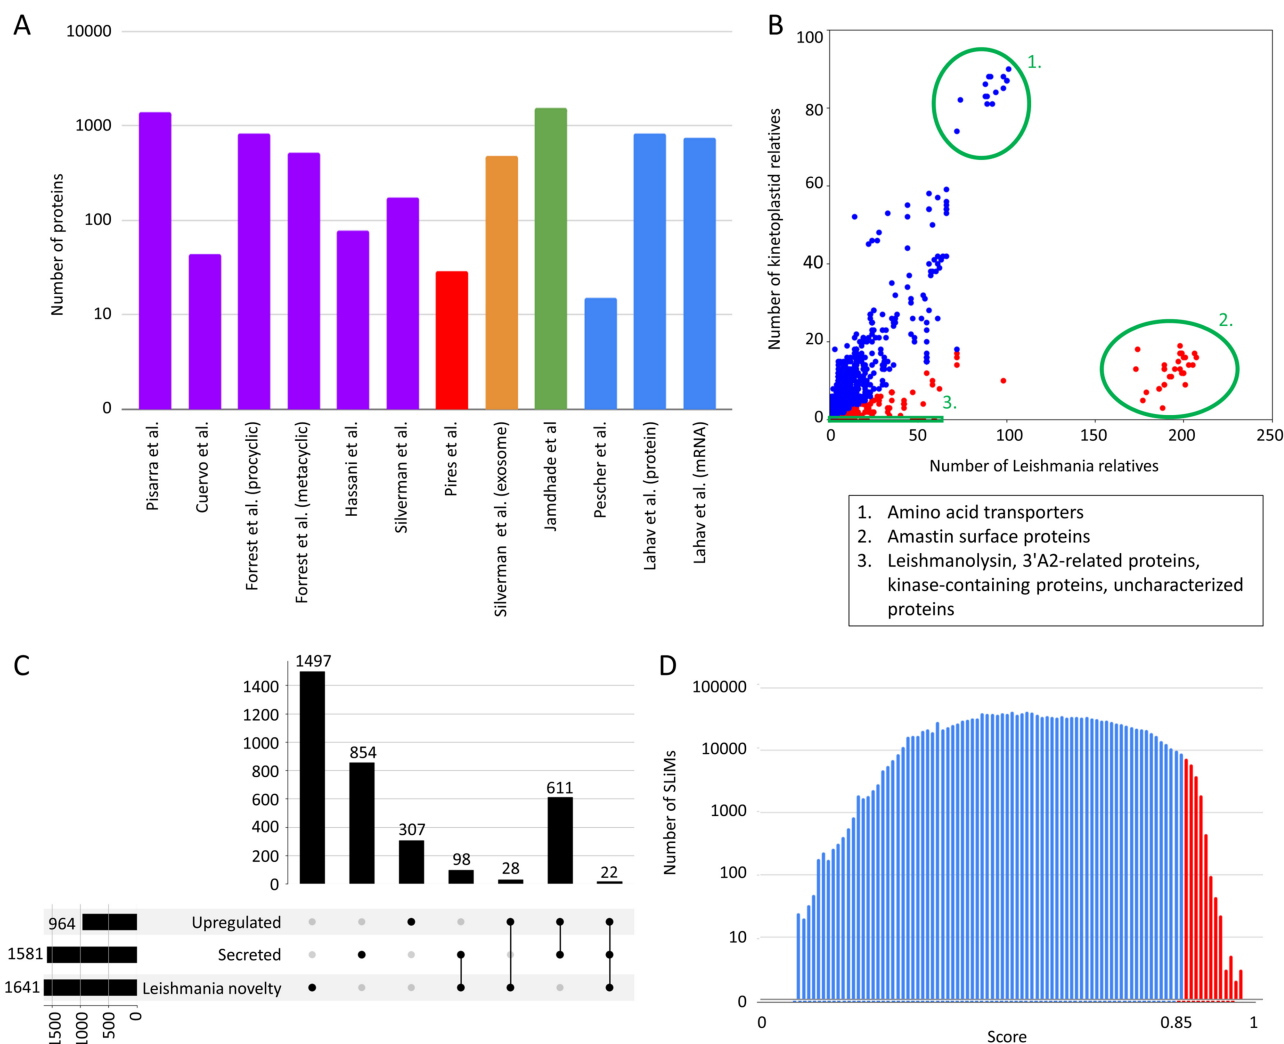 A
10000
1000
100
10
0
Number of proteins
Pisarra et al.
Cuervo et al.
Forrest et al. (procyclic)
Forrest et al. (metacyclic)
Hassani et al.
Silverman et al.
Pires et al.
Silverman et al. (exosome)
Jamdhade et al
Pescher et al.
Lahav et al. (protein)
Lahav et al. (mRNA)
B
100
80
60
40
20
0
Number of kinetoplastid relatives
1.
2.
3.
0
50
100
150
200
250
Number of Leishmania relatives
1. Amino acid transporters
2. Amastin surface proteins
3. Leishmanolysin, 3'A2-related proteins,
kinase-containing proteins, uncharacterized
proteins
C
1400
1200
1000
800
600
400
200
0
1497
854
307
98
28
611
22
964
Upregulated
1581
Secreted
1641
Leishmania novelty
1500
1000
500
0
D
100000
10000
1000
100
10
0
Number of SLiMs
0
0.85
1
Score